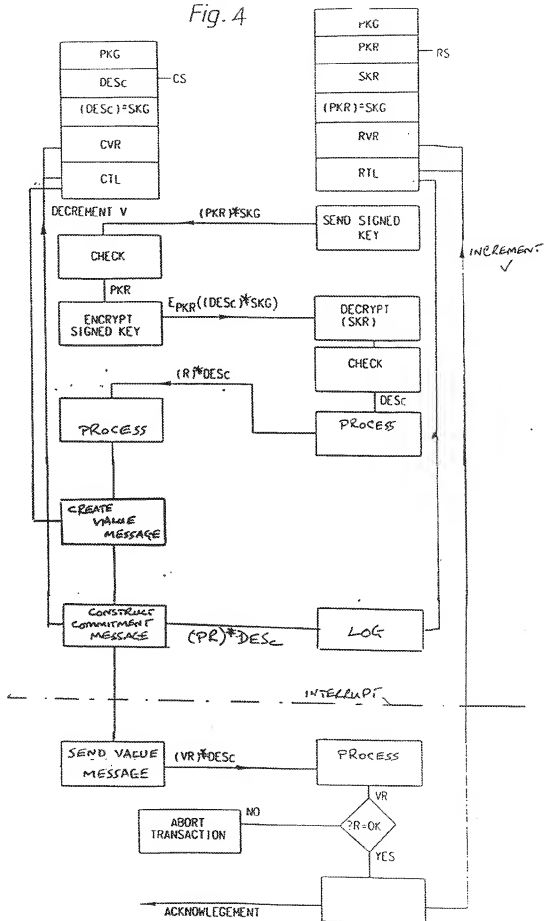 Fig. 4
PKG
DESc
CS
(DESc)*SKG
CVR
CTL
PKG
PKR
RS
SKR
(PKR)*SKG
RVR
RTL
DECREMENT V
(PKR)*SKG
SEND SIGNED
KEY
INCREMENT
V
CHECK
PKR
ENCRYPT
SIGNED KEY
EPKR((DESc)*SKG)
DECRYPT
(SKR)
CHECK
DESc
(R)*DESc
PROCESS
PROCESS
CREATE
VALUE
MESSAGE
CONSTRUCT
COMMITMENT
MESSAGE
(PR)*DESc
LOG
INTERRUPT
SEND VALUE
MESSAGE
(VR)*DESC
PROCESS
VR
NO
ABORT
TRANSACTION
?R=OK
YES
ACKNOWLEGEMENT